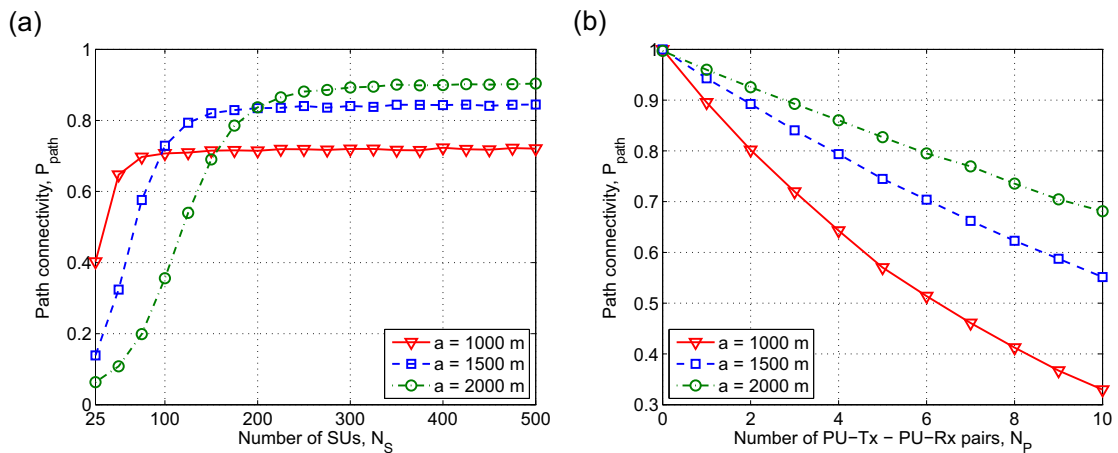 (a)
1
0.8
0.6
0.4
0.2
0
Path connectivity, P_path
25 100 200 300 400 500
Number of SUs, N_S
a = 1000 m
a = 1500 m
a = 2000 m
(b)
1
0.9
0.8
0.7
0.6
0.5
0.4
0.3
Path connectivity, P_path
0 2 4 6 8 10
Number of PU−Tx − PU−Rx pairs, N_P
a = 1000 m
a = 1500 m
a = 2000 m